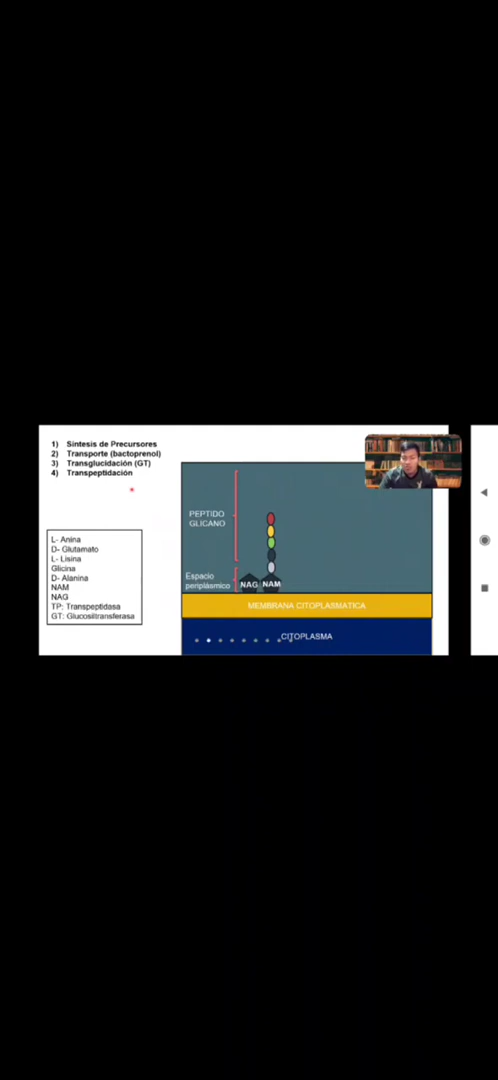 1) Síntesis de Precursores
2) Transporte (bactoprenol)
3) Transglucidación (GT)
4) Transpeptidación
L- Anina
D- Glutamato
L- Lisina
Glicina
D- Alanina
NAM
NAG
TP: Transpeptidasa
GT: Glucosiltransferasa
PEPTIDO
GLICANO
Espacio
periplásmico
NAG NAM
MEMBRANA CITOPLASMATICA
CITOPLASMA